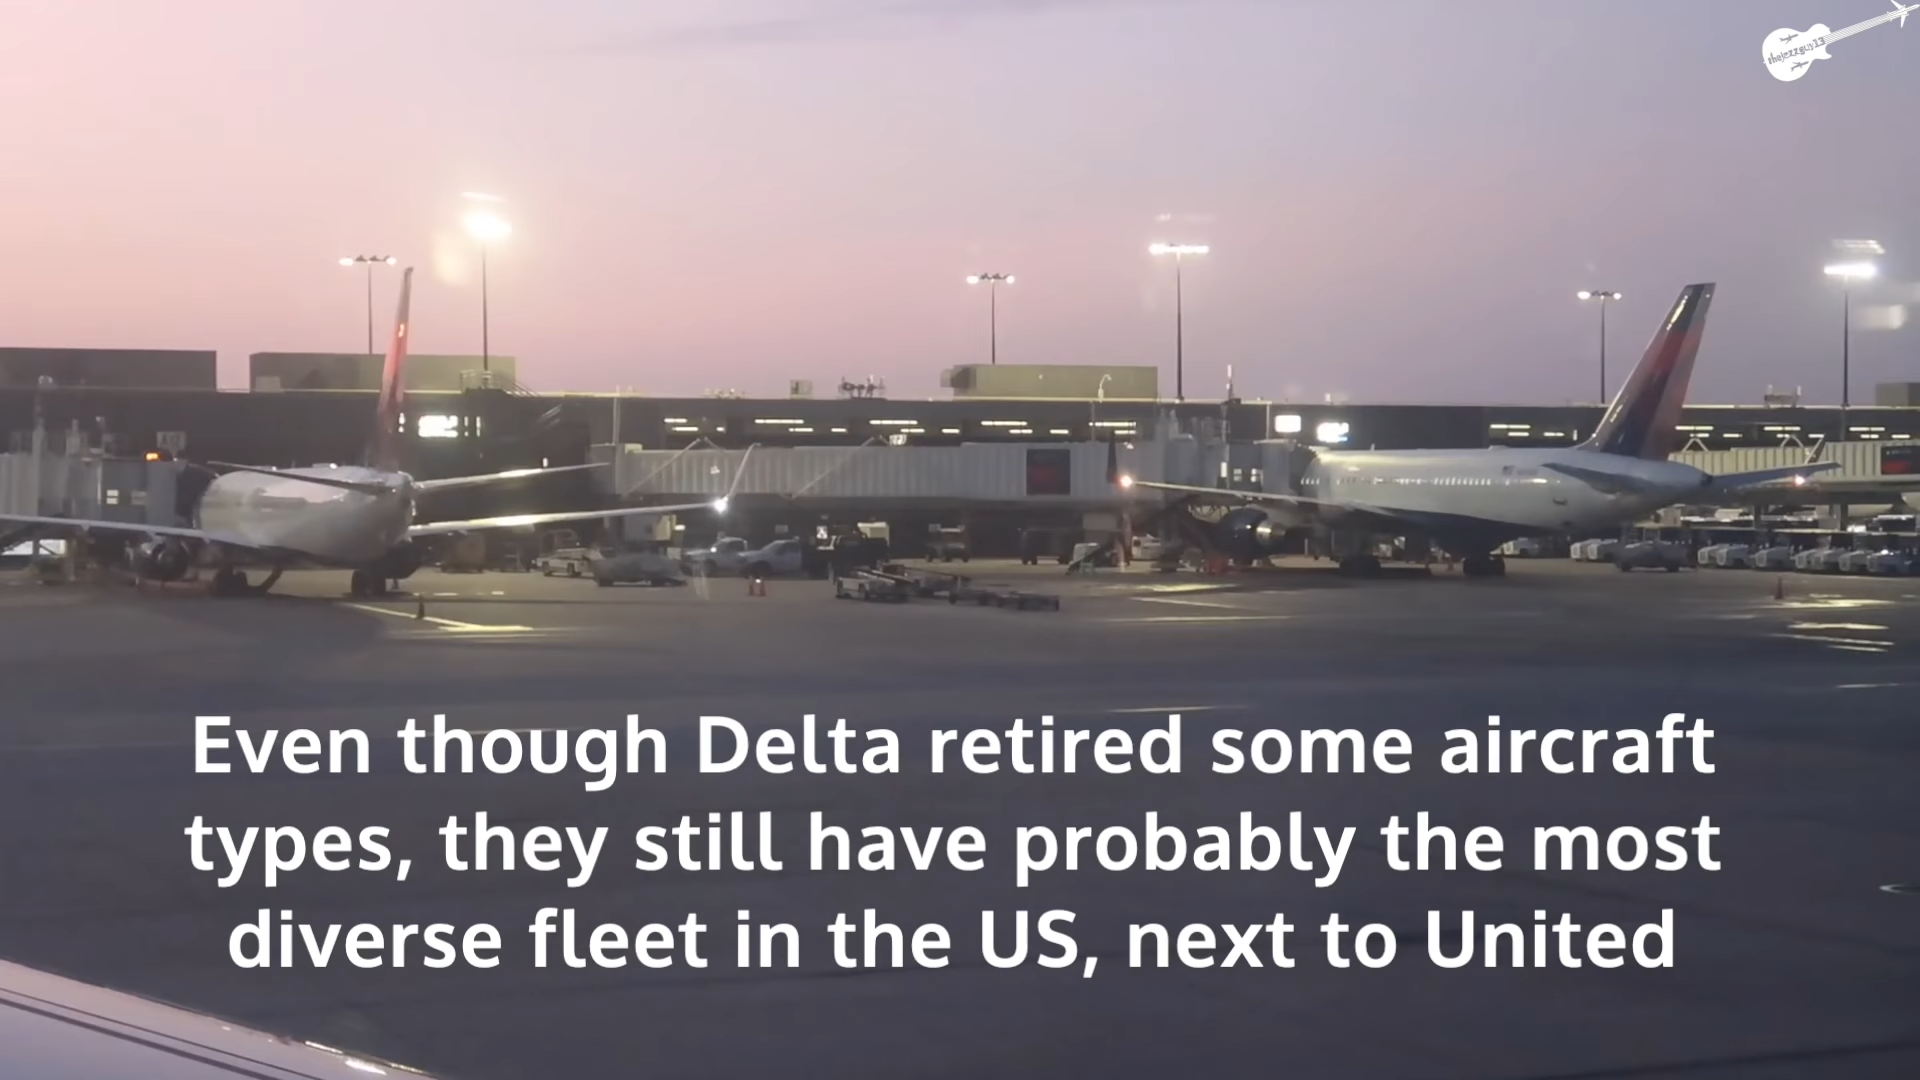 thejazzguy13
Even though Delta retired some aircraft
types, they still have probably the most
diverse fleet in the US, next to United